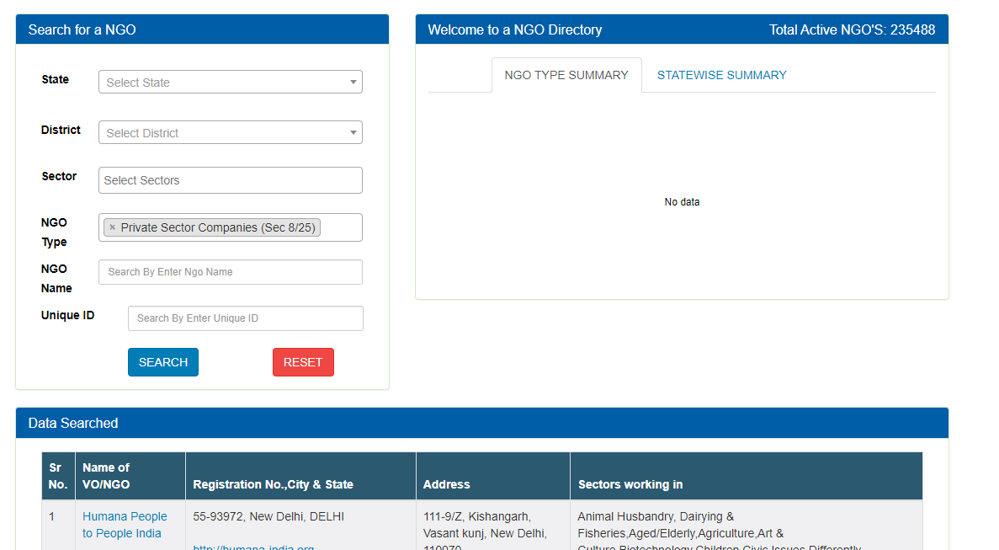 Search for a NGO
State
Select State
District
Select District
Sector
Select Sectors
NGO
Type
× Private Sector Companies (Sec 8/25)
NGO
Name
Search By Enter Ngo Name
Unique ID
Search By Enter Unique ID
SEARCH
RESET
Welcome to a NGO Directory
Total Active NGO'S: 235488
NGO TYPE SUMMARY
STATEWISE SUMMARY
No data
Data Searched
Sr
No.
Name of
VO/NGO
Registration No.,City & State
Address
Sectors working in
1
Humana People
to People India
55-93972, New Delhi, DELHI
http://humana-india.org
111-9/Z, Kishangarh,
Vasant kunj, New Delhi,
110070
Animal Husbandry, Dairying &
Fisheries,Aged/Elderly,Agriculture,Art &
Culture,Biotechnology,Children,Civic Issues,Differently